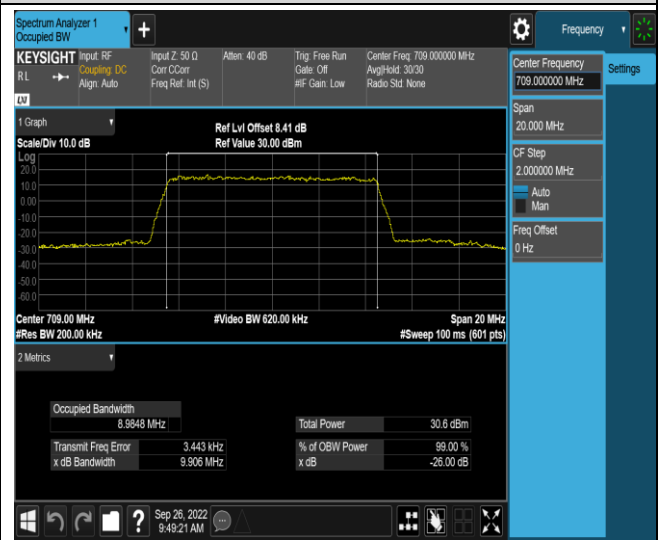 Spectrum Analyzer 1
Occupied BW
+
Frequency
KEYSIGHT Input: RF Input Z: 50 Ω Atten: 40 dB Trig: Free Run Center Freq: 709.000000 MHz
RL Coupling: DC Corr CCorr Gate: Off Avg|Hold: 30/30
Align: Auto Freq Ref: Int (S) #IF Gain: Low Radio Std: None
LXI
Center Frequency
709.000000 MHz
Settings
Span
20.000 MHz
CF Step
2.000000 MHz
Auto
Man
Freq Offset
0 Hz
1 Graph
Ref Lvl Offset 8.41 dB
Scale/Div 10.0 dB Ref Value 30.00 dBm
Log
20.0
10.0
0.00
-10.0
-20.0
-30.0
-40.0
-50.0
-60.0
Center 709.00 MHz #Video BW 620.00 kHz Span 20 MHz
#Res BW 200.00 kHz #Sweep 100 ms (601 pts)
2 Metrics
Occupied Bandwidth
8.9848 MHz Total Power 30.6 dBm
Transmit Freq Error 3.443 kHz % of OBW Power 99.00 %
x dB Bandwidth 9.906 MHz x dB -26.00 dB
? Sep 26, 2022
9:49:21 AM